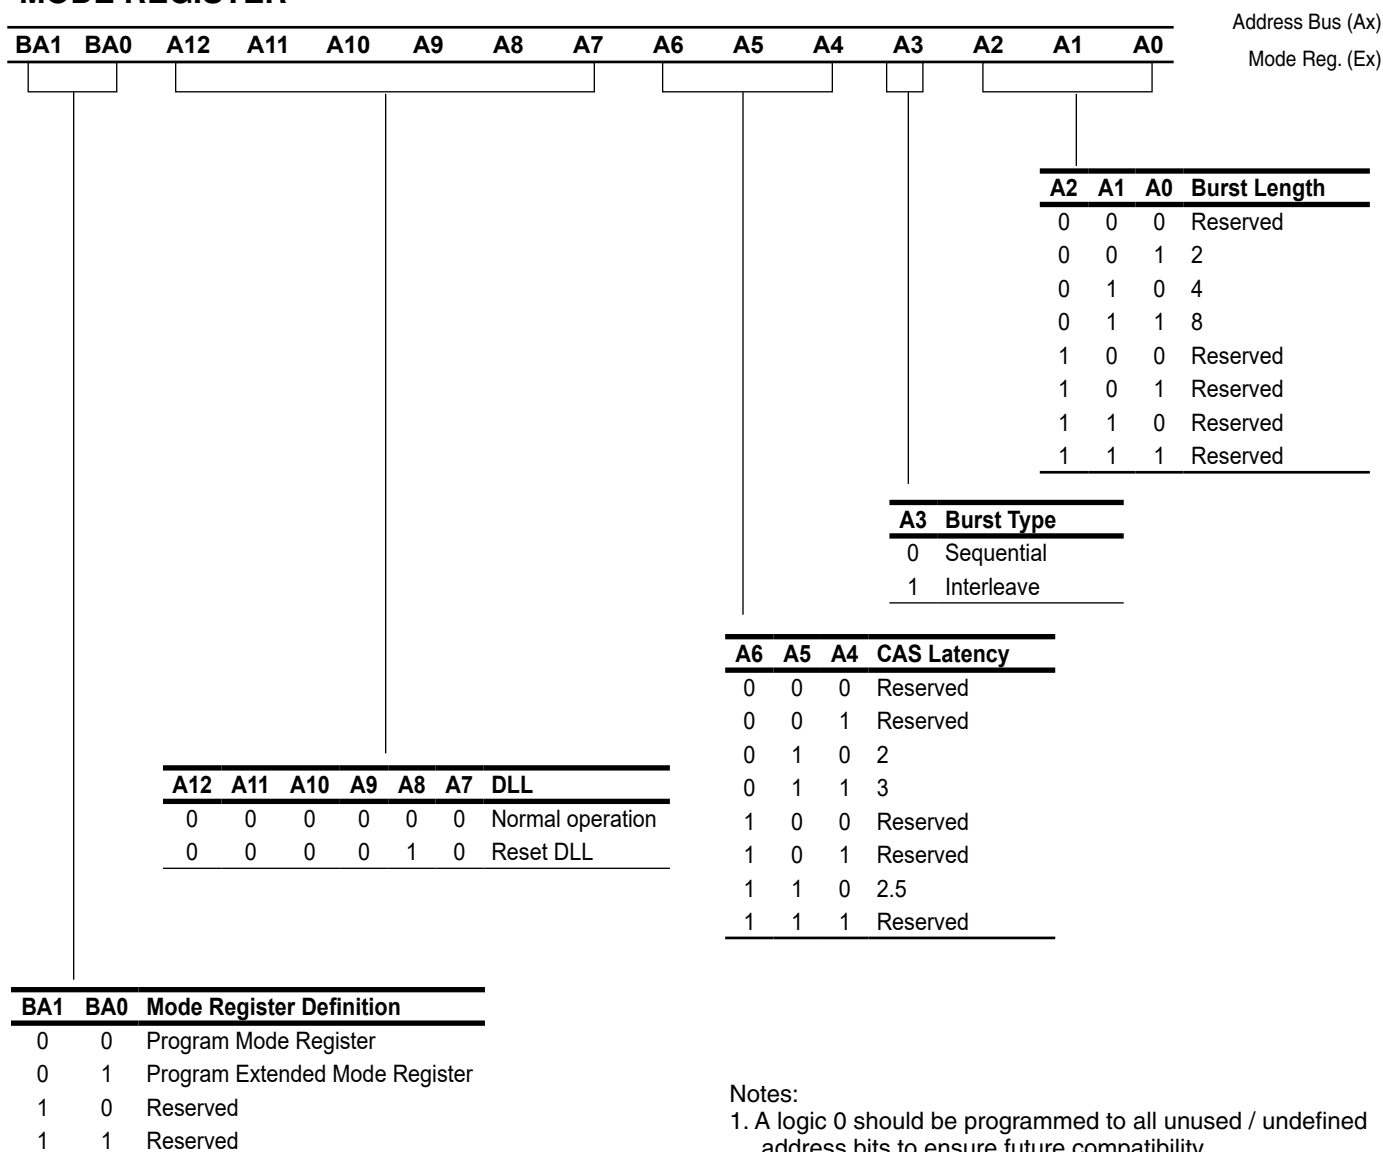 Address Bus (Ax)
BA1 BA0 A12 A11 A10 A9 A8 A7 A6 A5 A4 A3 A2 A1 A0
Mode Reg. (Ex)
A2 A1 A0 Burst Length
0 0 0 Reserved
0 0 1 2
0 1 0 4
0 1 1 8
1 0 0 Reserved
1 0 1 Reserved
1 1 0 Reserved
1 1 1 Reserved
A3 Burst Type
0 Sequential
1 Interleave
A6 A5 A4 CAS Latency
0 0 0 Reserved
0 0 1 Reserved
0 1 0 2
0 1 1 3
1 0 0 Reserved
1 0 1 Reserved
1 1 0 2.5
1 1 1 Reserved
A12 A11 A10 A9 A8 A7 DLL
0 0 0 0 0 0 Normal operation
0 0 0 0 1 0 Reset DLL
BA1 BA0 Mode Register Definition
0 0 Program Mode Register
0 1 Program Extended Mode Register
1 0 Reserved
1 1 Reserved
Notes:
1. A logic 0 should be programmed to all unused / undefined
address bits to ensure future compatibility